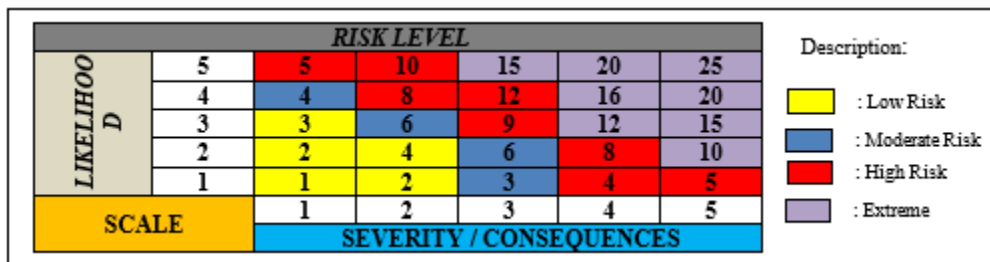 RISK LEVEL
LIKELIHOO
D
5 5 10 15 20 25
4 4 8 12 16 20
3 3 6 9 12 15
2 2 4 6 8 10
1 1 2 3 4 5
SCALE
1 2 3 4 5
SEVERITY / CONSEQUENCES
Description:
: Low Risk
: Moderate Risk
: High Risk
: Extreme